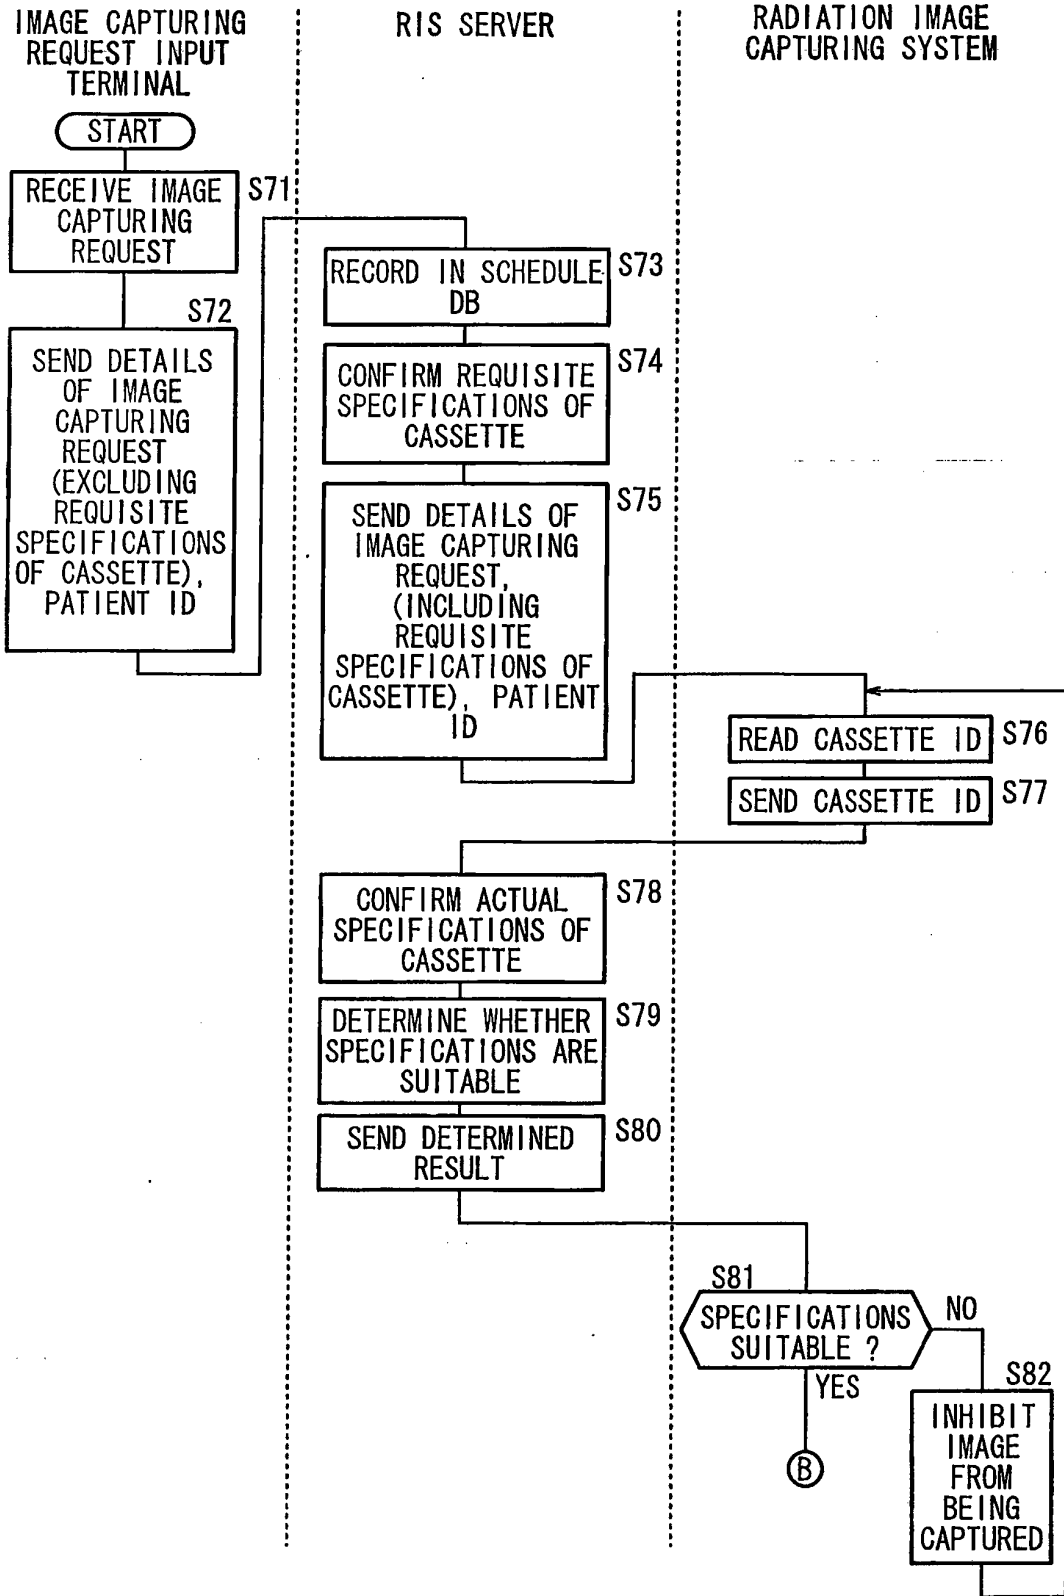 IMAGE CAPTURING
REQUEST INPUT
TERMINAL
RIS SERVER
RADIATION IMAGE
CAPTURING SYSTEM
START
RECEIVE IMAGE
CAPTURING
REQUEST
S71
S72
SEND DETAILS
OF IMAGE
CAPTURING
REQUEST
(EXCLUDING
REQUISITE
SPECIFICATIONS
OF CASSETTE),
PATIENT ID
RECORD IN SCHEDULE
DB
S73
CONFIRM REQUISITE
SPECIFICATIONS OF
CASSETTE
S74
SEND DETAILS OF
IMAGE CAPTURING
REQUEST,
(INCLUDING
REQUISITE
SPECIFICATIONS OF
CASSETTE), PATIENT
ID
S75
READ CASSETTE ID
S76
SEND CASSETTE ID
S77
CONFIRM ACTUAL
SPECIFICATIONS OF
CASSETTE
S78
DETERMINE WHETHER
SPECIFICATIONS ARE
SUITABLE
S79
SEND DETERMINED
RESULT
S80
S81
SPECIFICATIONS
SUITABLE ?
NO
YES
B
S82
INHIBIT
IMAGE
FROM
BEING
CAPTURED